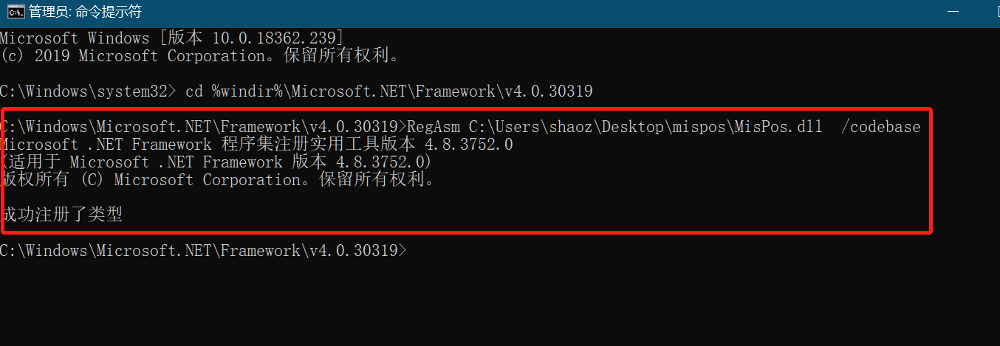 管理员: 命令提示符
Microsoft Windows [版本 10.0.18362.239]
(c) 2019 Microsoft Corporation。保留所有权利。
C:\Windows\system32> cd %windir%\Microsoft.NET\Framework\v4.0.30319
C:\Windows\Microsoft.NET\Framework\v4.0.30319>RegAsm C:\Users\shaoz\Desktop\mispos\MisPos.dll  /codebase
Microsoft .NET Framework 程序集注册实用工具版本 4.8.3752.0
(适用于 Microsoft .NET Framework 版本 4.8.3752.0)
版权所有 (C) Microsoft Corporation。保留所有权利。
成功注册了类型
C:\Windows\Microsoft.NET\Framework\v4.0.30319>